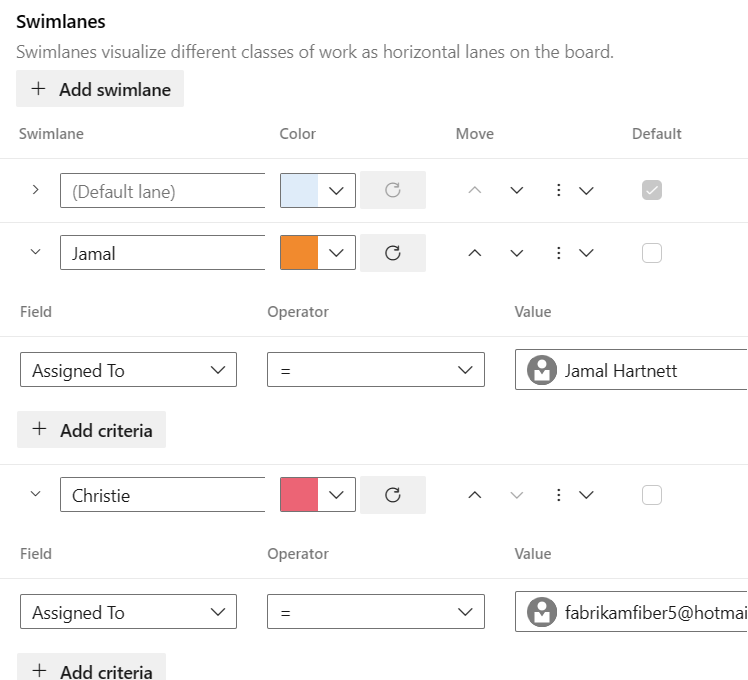 Swimlanes
Swimlanes visualize different classes of work as horizontal lanes on the board.
+ Add swimlane
Swimlane Color Move Default
(Default lane)
Jamal
Field Operator Value
Assigned To = Jamal Hartnett
+ Add criteria
Christie
Field Operator Value
Assigned To = fabrikamfiber5@hotmai
+ Add criteria